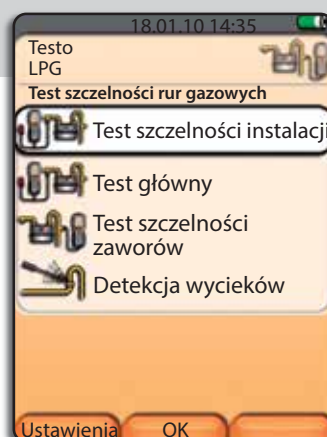 18.01.10 14:35
Testo
LPG
Test szczelności rur gazowych
Test szczelności instalacji
Test główny
Test szczelności
zaworów
Detekcja wycieków
Ustawienia OK